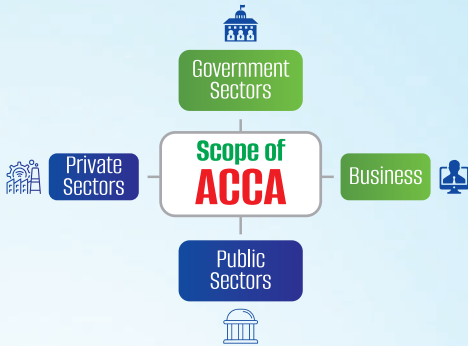 Government
Sectors
Private
Sectors
Scope of
ACCA
Business
Public
Sectors